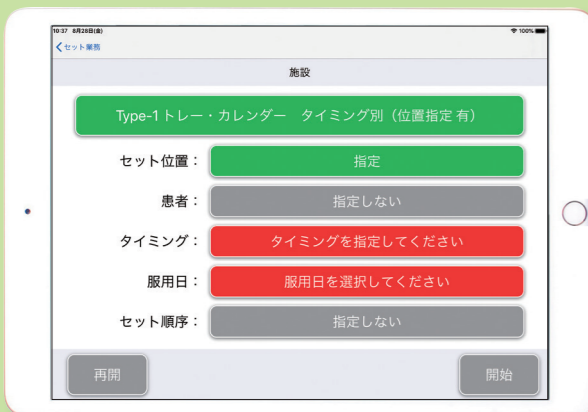 10:37 8月28日(金)
100%
セット業務
施設
Type-1トレー・カレンダー タイミング別（位置指定 有）
セット位置： 指定
患者： 指定しない
タイミング： タイミングを指定してください
服用日： 服用日を選択してください
セット順序： 指定しない
再開 開始